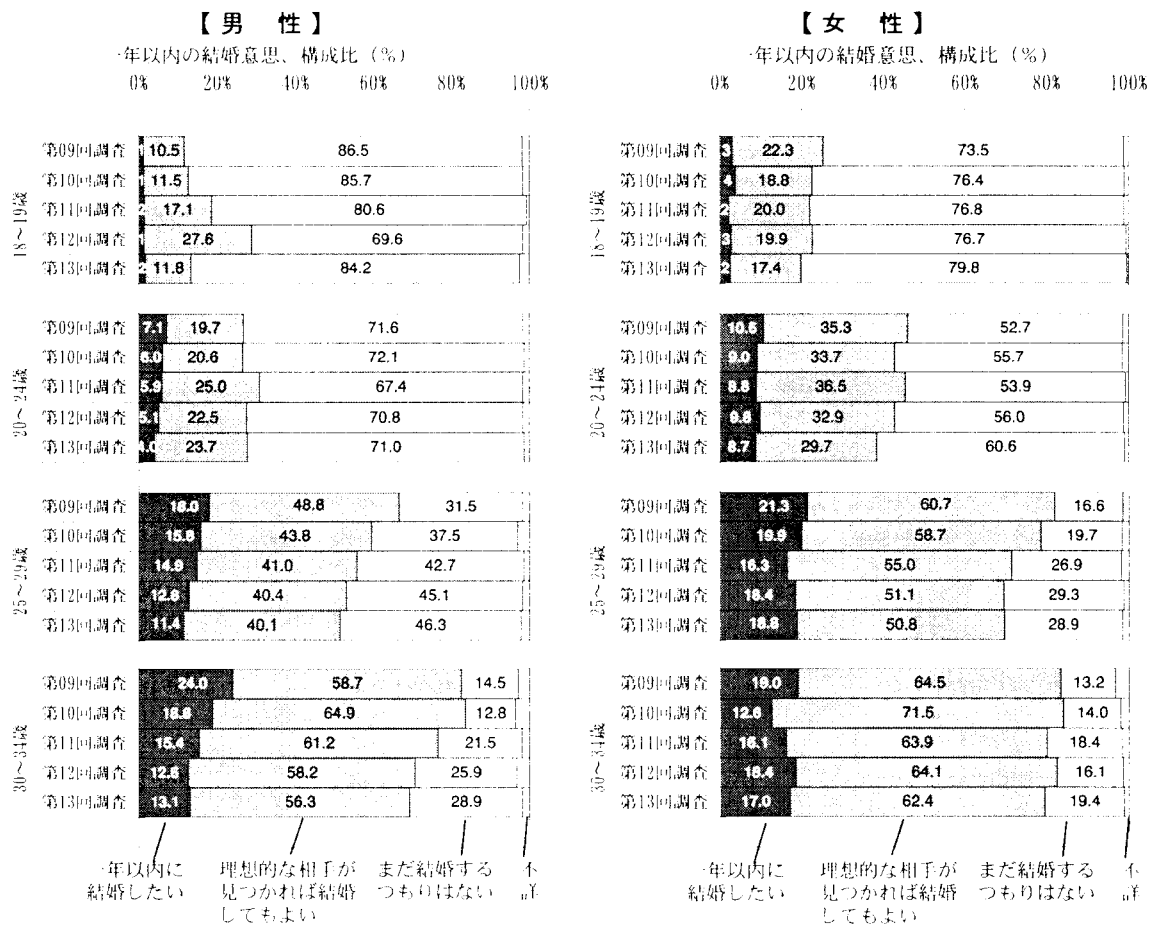 【男 性】
一年以内の結婚意思、構成比（%）
0% 20% 40% 60% 80% 100%
18～19歳
第09回調査 1 10.5 86.5
第10回調査 1 11.5 85.7
第11回調査 2 17.1 80.6
第12回調査 1 27.6 69.6
第13回調査 2 11.8 84.2
20～24歳
第09回調査 7.1 19.7 71.6
第10回調査 6.0 20.6 72.1
第11回調査 5.9 25.0 67.4
第12回調査 5.1 22.5 70.8
第13回調査 4.0 23.7 71.0
25～29歳
第09回調査 18.0 48.8 31.5
第10回調査 15.8 43.8 37.5
第11回調査 14.9 41.0 42.7
第12回調査 12.6 40.4 45.1
第13回調査 11.4 40.1 46.3
30～34歳
第09回調査 24.0 58.7 14.5
第10回調査 18.8 64.9 12.8
第11回調査 15.4 61.2 21.5
第12回調査 12.8 58.2 25.9
第13回調査 13.1 56.3 28.9
一年以内に
結婚したい
理想的な相手が
見つかれば結婚
してもよい
まだ結婚する
つもりはない
不
詳
【女 性】
一年以内の結婚意思、構成比（%）
0% 20% 40% 60% 80% 100%
18～19歳
第09回調査 3 22.3 73.5
第10回調査 4 18.8 76.4
第11回調査 2 20.0 76.8
第12回調査 3 19.9 76.7
第13回調査 2 17.4 79.8
20～24歳
第09回調査 35.3 52.7
第10回調査 9.0 33.7 55.7
第11回調査 36.5 53.9
第12回調査 32.9 56.0
第13回調査 8.7 29.7 60.6
25～29歳
第09回調査 21.3 60.7 16.6
第10回調査 19.9 58.7 19.7
第11回調査 16.3 55.0 26.9
第12回調査 18.4 51.1 29.3
第13回調査 18.8 50.8 28.9
30～34歳
第09回調査 64.5 13.2
第10回調査 12.6 71.5 14.0
第11回調査 16.1 63.9 18.4
第12回調査 18.4 64.1 16.1
第13回調査 17.0 62.4 19.4
一年以内に
結婚したい
理想的な相手が
見つかれば結婚
してもよい
まだ結婚する
つもりはない
不
詳